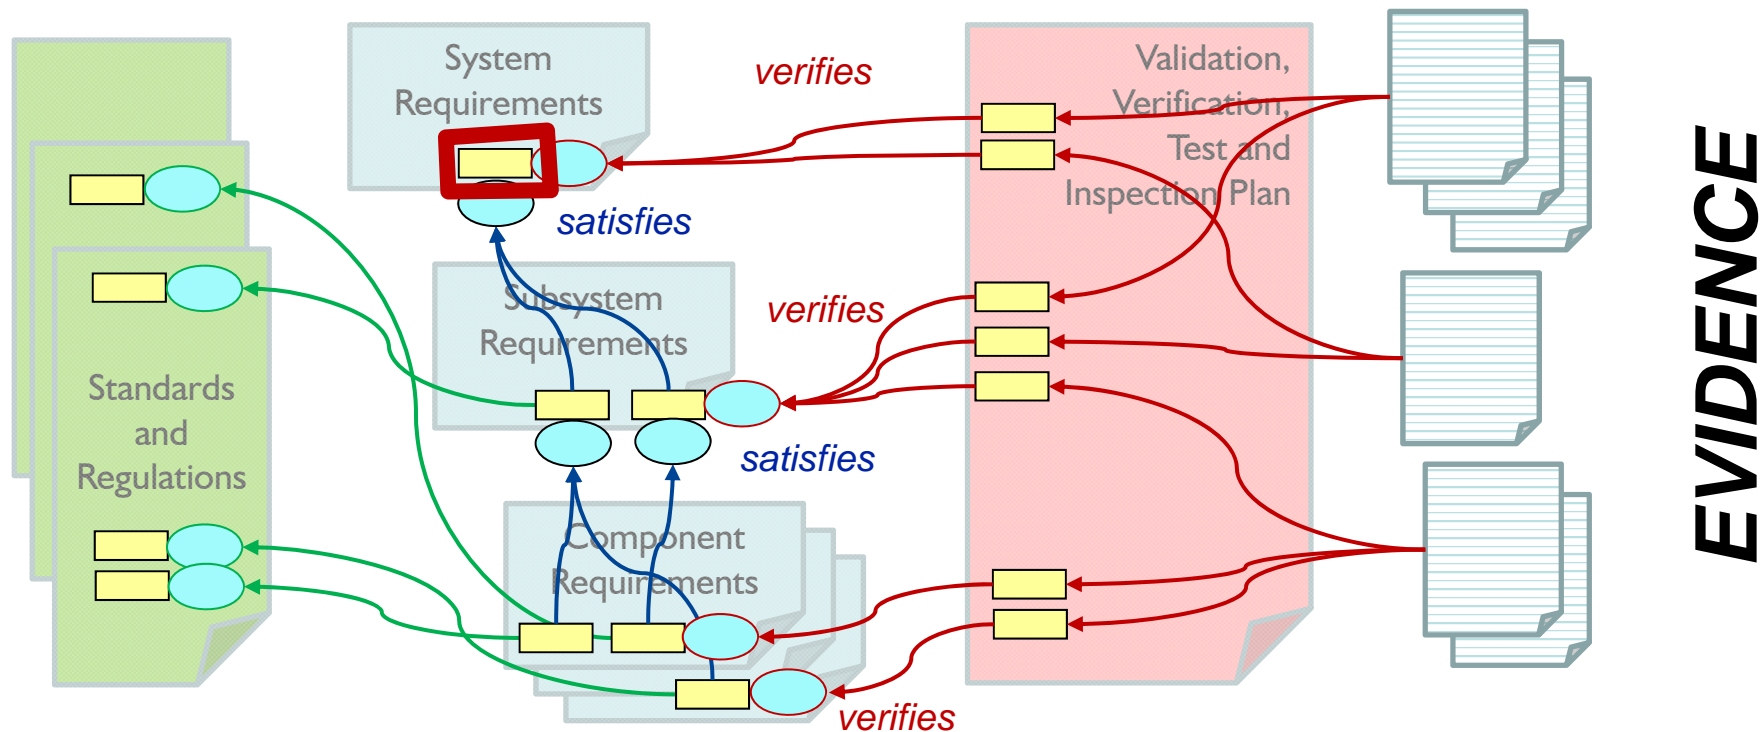 System
Requirements
verifies
Validation,
Verification,
Test and
Inspection Plan
satisfies
Subsystem
Requirements
verifies
Standards
and
Regulations
satisfies
Component
Requirements
verifies
EVIDENCE